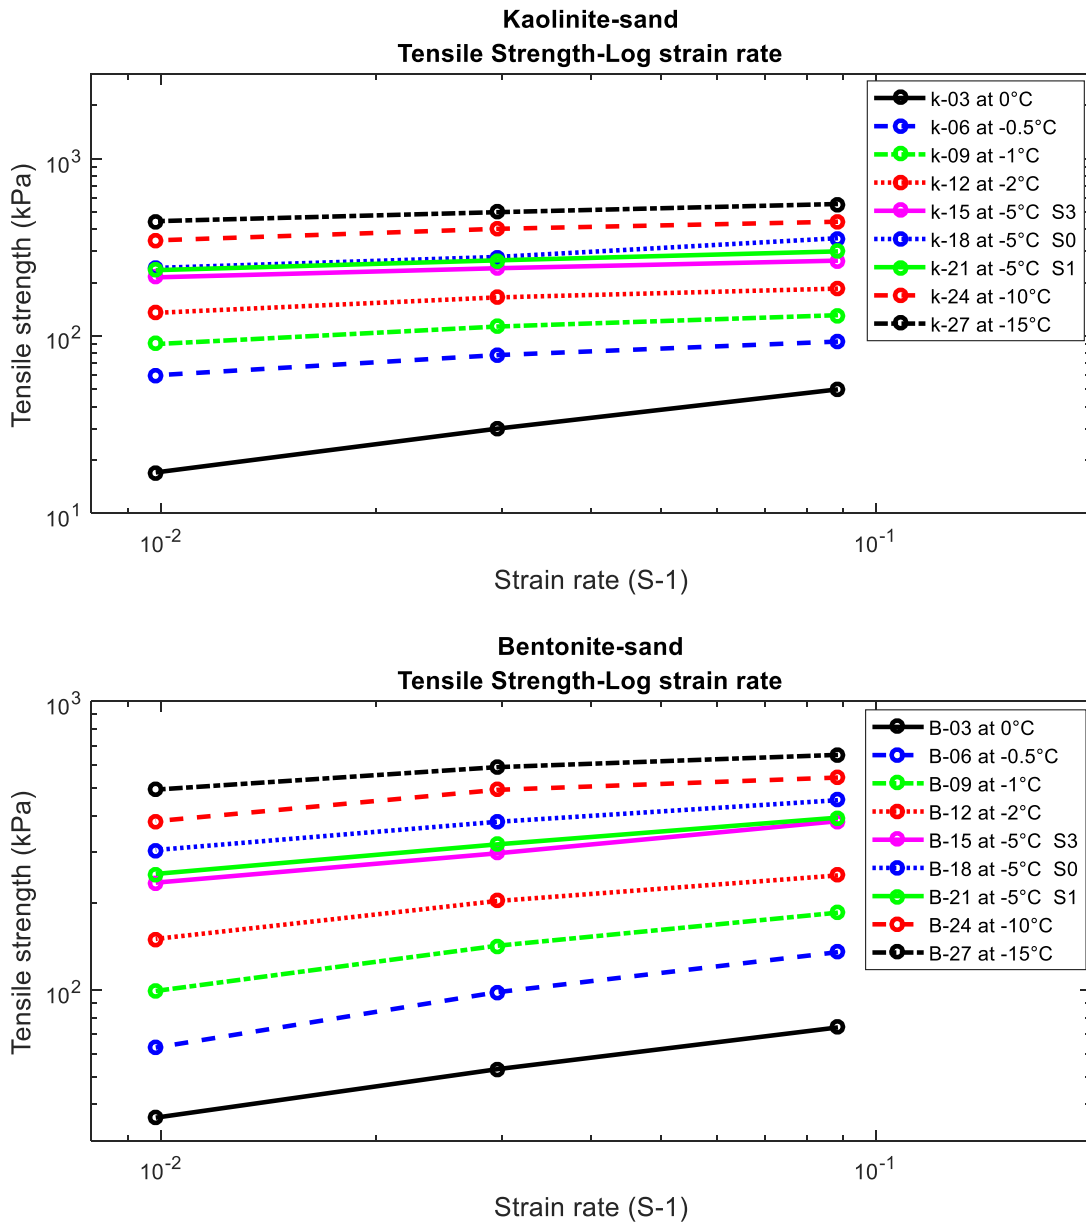 Kaolinite-sand
Tensile Strength-Log strain rate
Tensile strength (kPa)
10^3
10^2
10^1
10^-2
10^-1
Strain rate (S-1)
k-03 at 0°C
k-06 at -0.5°C
k-09 at -1°C
k-12 at -2°C
k-15 at -5°C  S3
k-18 at -5°C  S0
k-21 at -5°C  S1
k-24 at -10°C
k-27 at -15°C
Bentonite-sand
Tensile Strength-Log strain rate
Tensile strength (kPa)
10^3
10^2
10^-2
10^-1
Strain rate (S-1)
B-03 at 0°C
B-06 at -0.5°C
B-09 at -1°C
B-12 at -2°C
B-15 at -5°C  S3
B-18 at -5°C  S0
B-21 at -5°C  S1
B-24 at -10°C
B-27 at -15°C